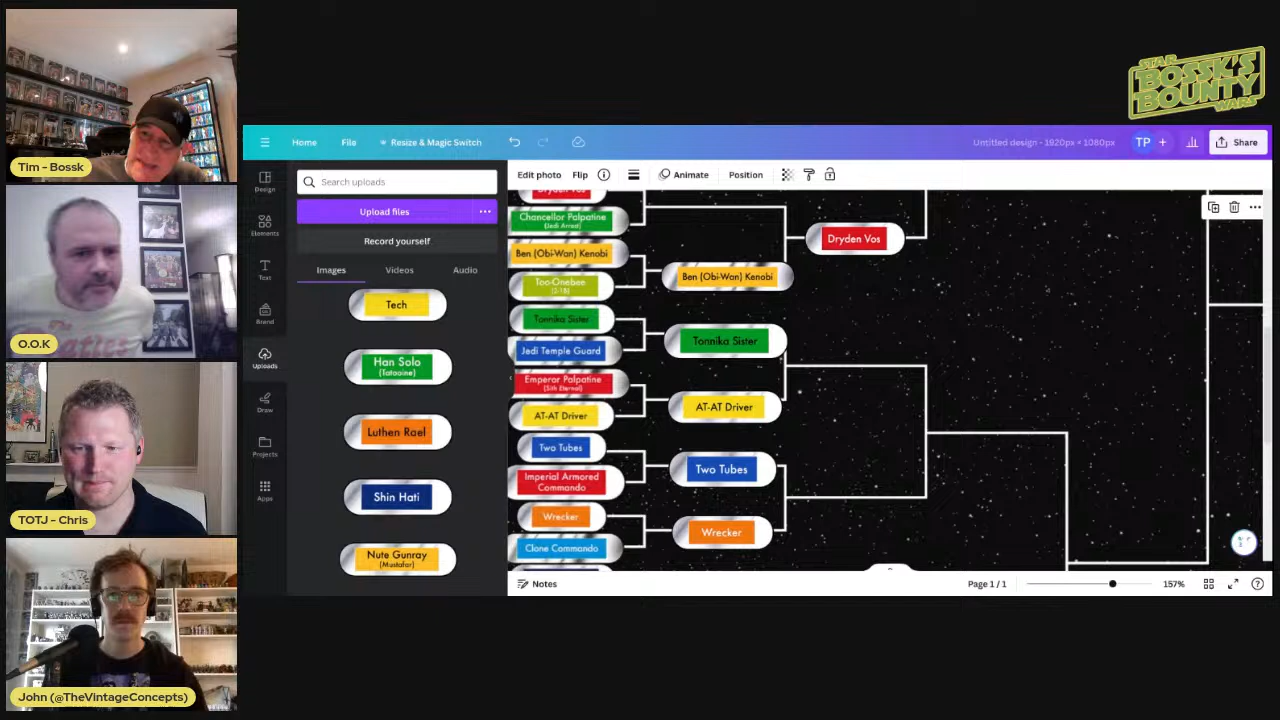 STAR
BOSSK'S
BOUNTY
WARS
Tim - Bossk
O.O.K
TOTJ - Chris
John (@TheVintageConcepts)
Home
File
Resize & Magic Switch
Untitled design - 1920px × 1080px
TP
+
Share
Design
Elements
Text
Brand
Uploads
Draw
Projects
Apps
Search uploads
Upload files
Record yourself
Images
Videos
Audio
Tech
Han Solo
(Tatooine)
Luthen Rael
Shin Hati
Nute Gunray
(Mustafar)
Edit photo
Flip
Animate
Position
Dryden Vos
Chancellor Palpatine
(Jedi Arrest)
Ben (Obi-Wan) Kenobi
Too-Onebee
(2-1B)
Tonnika Sister
Jedi Temple Guard
Emperor Palpatine
(Sith Eternal)
AT-AT Driver
Two Tubes
Imperial Armored
Commando
Wrecker
Clone Commando
Ben (Obi-Wan) Kenobi
Tonnika Sister
AT-AT Driver
Two Tubes
Wrecker
Dryden Vos
Notes
Page 1 / 1
157%